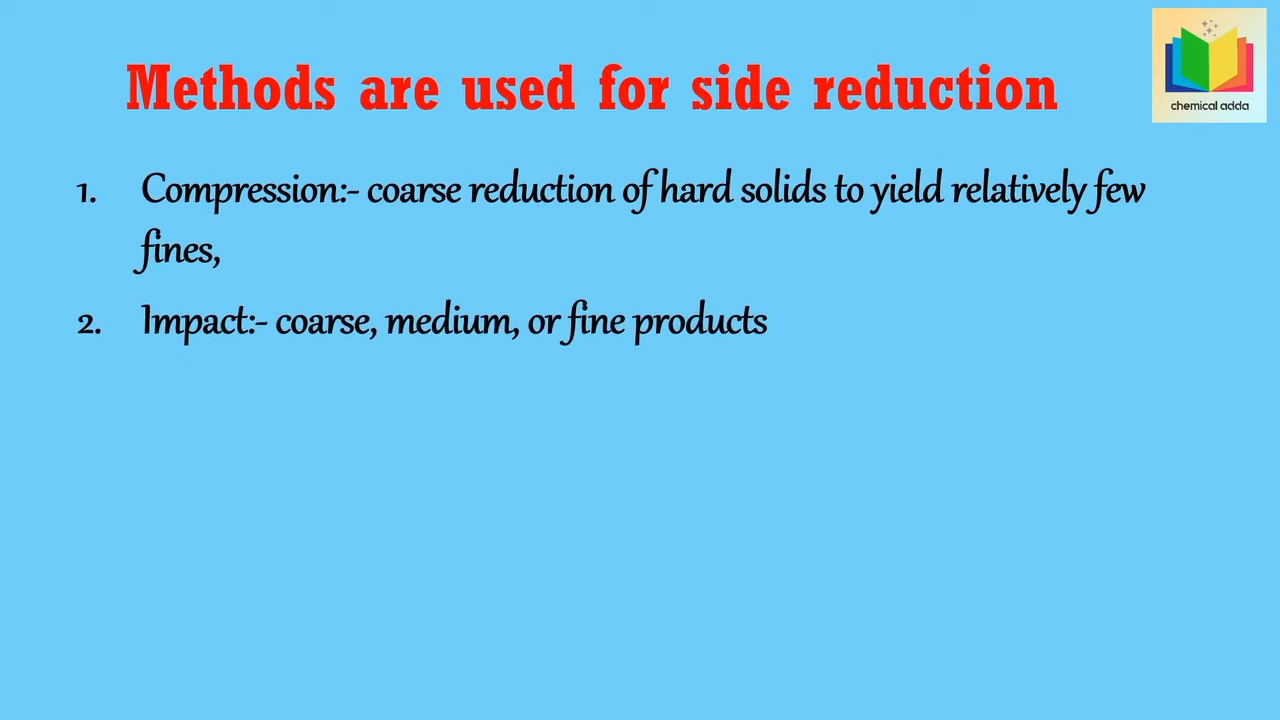 chemical adda
Methods are used for side reduction
1. Compression:- coarse reduction of hard solids to yield relatively few
fines,
2. Impact:- coarse, medium, or fine products